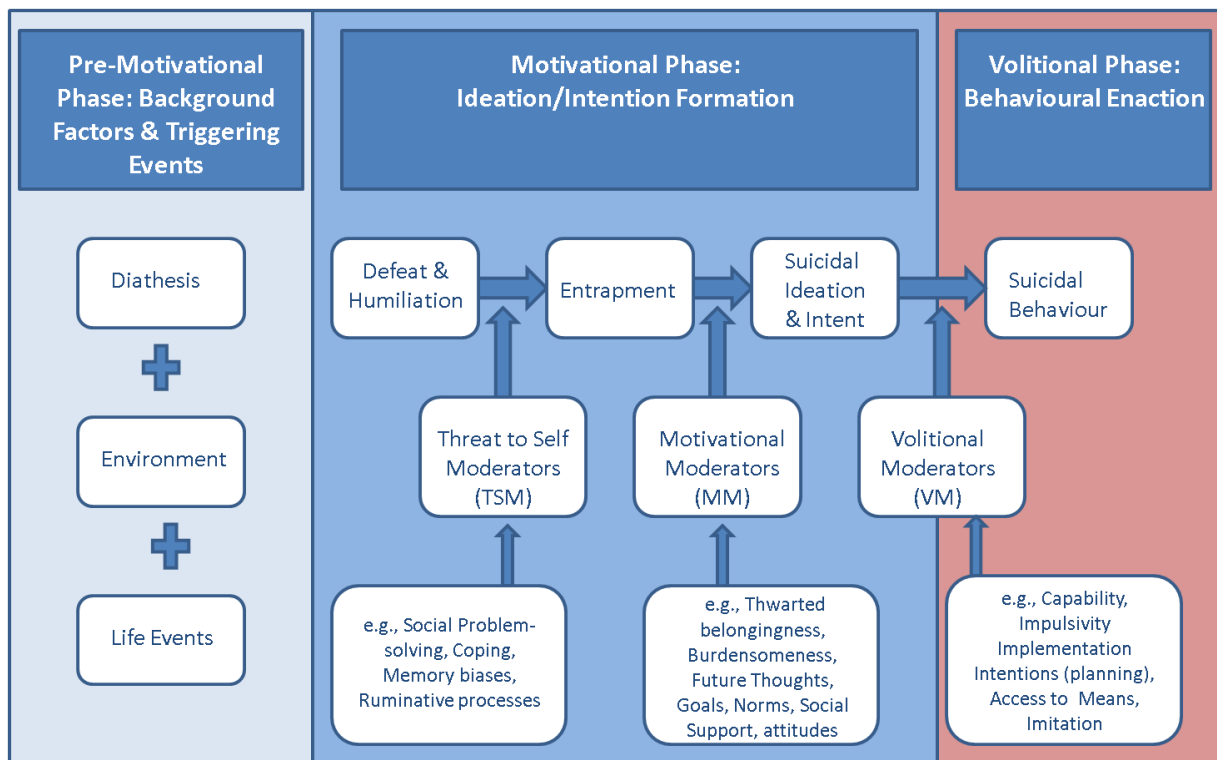 Pre-Motivational
Phase: Background
Factors & Triggering
Events
Motivational Phase:
Ideation/Intention Formation
Volitional Phase:
Behavioural Enaction
Diathesis
Environment
Life Events
Defeat &
Humiliation
Entrapment
Suicidal
Ideation
& Intent
Suicidal
Behaviour
Threat to Self
Moderators
(TSM)
Motivational
Moderators
(MM)
Volitional
Moderators
(VM)
e.g., Social Problem-
solving, Coping,
Memory biases,
Ruminative processes
e.g., Thwarted
belongingness,
Burdensomeness,
Future Thoughts,
Goals, Norms, Social
Support, attitudes
e.g., Capability,
Impulsivity
Implementation
Intentions (planning),
Access to Means,
Imitation